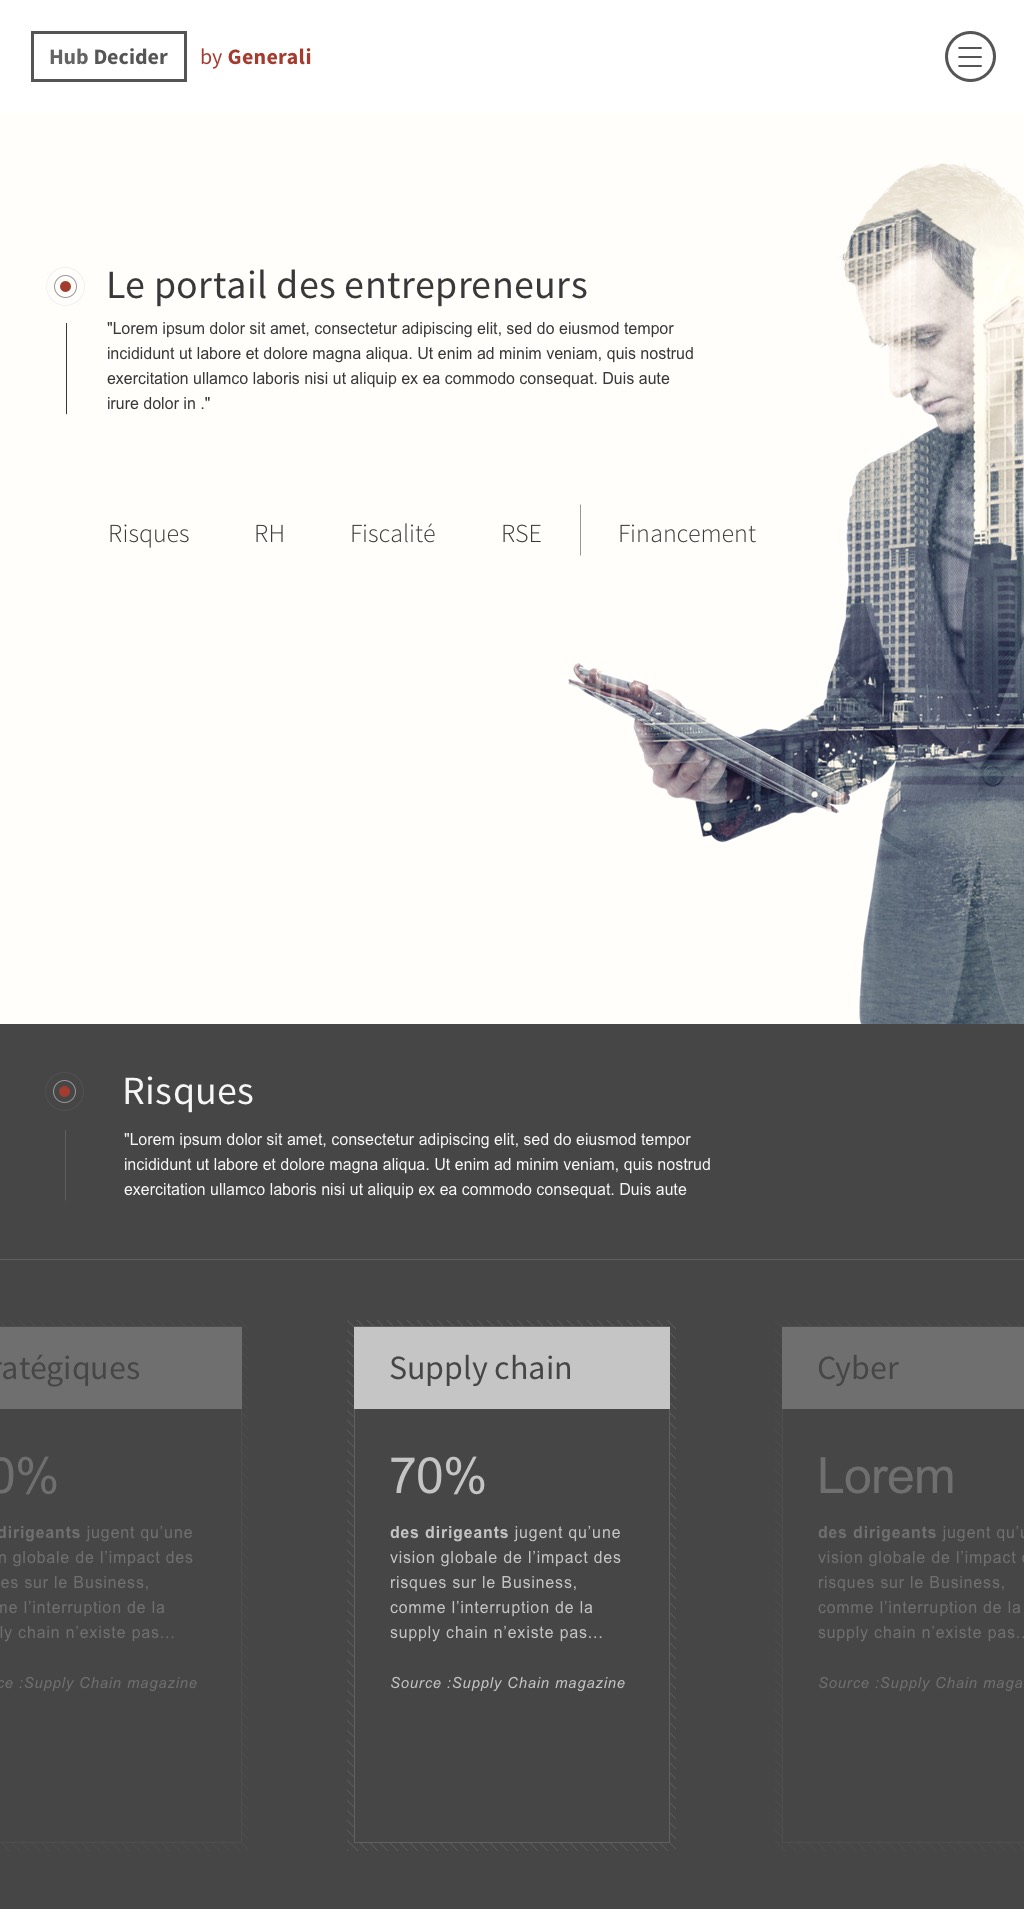 Hub Decider by Generali
Le portail des entrepreneurs
"Lorem ipsum dolor sit amet, consectetur adipiscing elit, sed do eiusmod tempor
incididunt ut labore et dolore magna aliqua. Ut enim ad minim veniam, quis nostrud
exercitation ullamco laboris nisi ut aliquip ex ea commodo consequat. Duis aute
irure dolor in ."
Risques RH Fiscalité RSE Financement
Risques
"Lorem ipsum dolor sit amet, consectetur adipiscing elit, sed do eiusmod tempor
incididunt ut labore et dolore magna aliqua. Ut enim ad minim veniam, quis nostrud
exercitation ullamco laboris nisi ut aliquip ex ea commodo consequat. Duis aute
ratégiques
0%
dirigeants jugent qu’une
n globale de l’impact des
es sur le Business,
me l’interruption de la
ly chain n’existe pas...
ce :Supply Chain magazine
Supply chain
70%
des dirigeants jugent qu’une
vision globale de l’impact des
risques sur le Business,
comme l’interruption de la
supply chain n’existe pas...
Source :Supply Chain magazine
Cyber
Lorem
des dirigeants jugent qu’u
vision globale de l’impact
risques sur le Business,
comme l’interruption de la
supply chain n’existe pas..
Source :Supply Chain maga